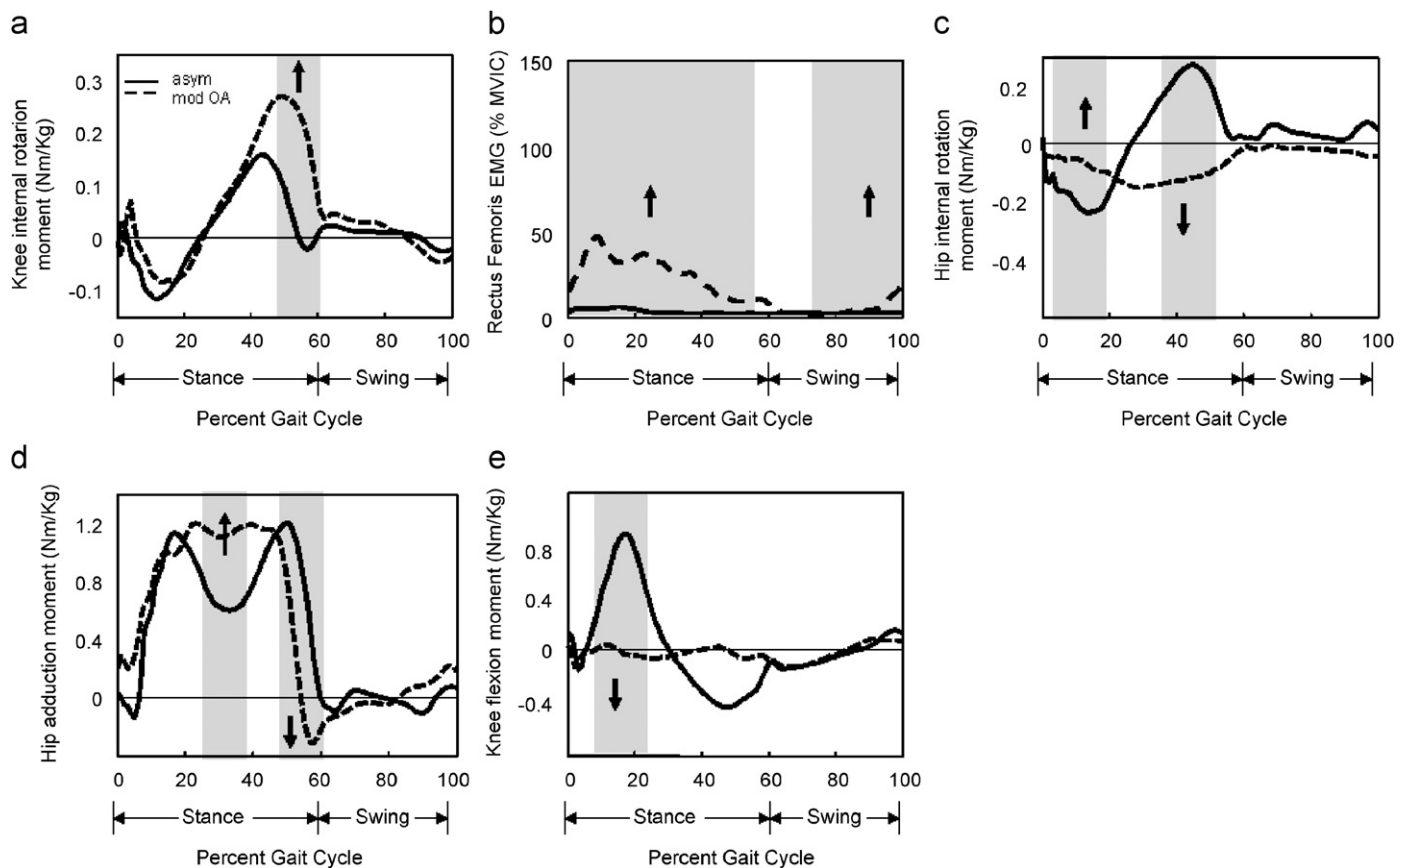 a
Knee internal rotarion
moment (Nm/Kg)
0.3
0.2
0.1
0
-0.1
asym
mod OA
0 20 40 60 80 100
Stance Swing
Percent Gait Cycle
b
Rectus Femoris EMG (% MVIC)
150
100
50
0
0 20 40 60 80 100
Stance Swing
Percent Gait Cycle
c
Hip internal rotation
moment (Nm/Kg)
0.2
0
-0.2
-0.4
0 20 40 60 80 100
Stance Swing
Percent Gait Cycle
d
Hip adduction moment (Nm/Kg)
1.2
0.8
0.4
0
0 20 40 60 80 100
Stance Swing
Percent Gait Cycle
e
Knee flexion moment (Nm/Kg)
0.8
0.4
0
-0.4
0 20 40 60 80 100
Stance Swing
Percent Gait Cycle